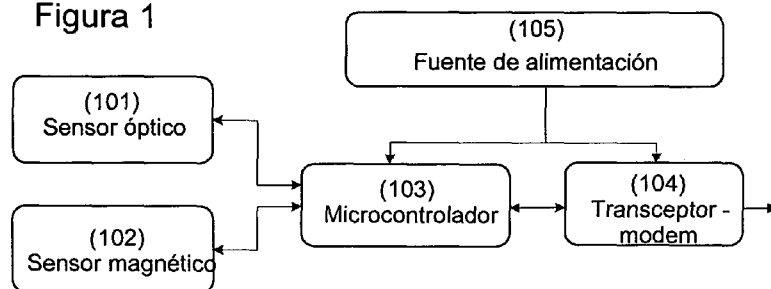 Figura 1
(105)
Fuente de alimentación
(101)
Sensor óptico
(103)
Microcontrolador
(104)
Transceptor -
modem
(102)
Sensor magnético